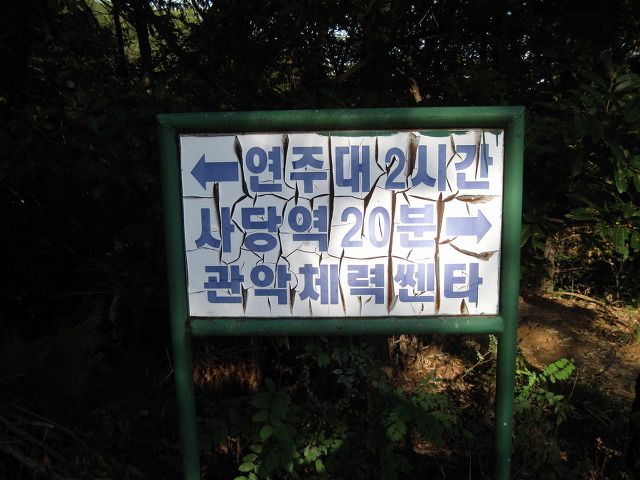 ← 연주대 2시간
사당역 20분 →
관악체력쎈타